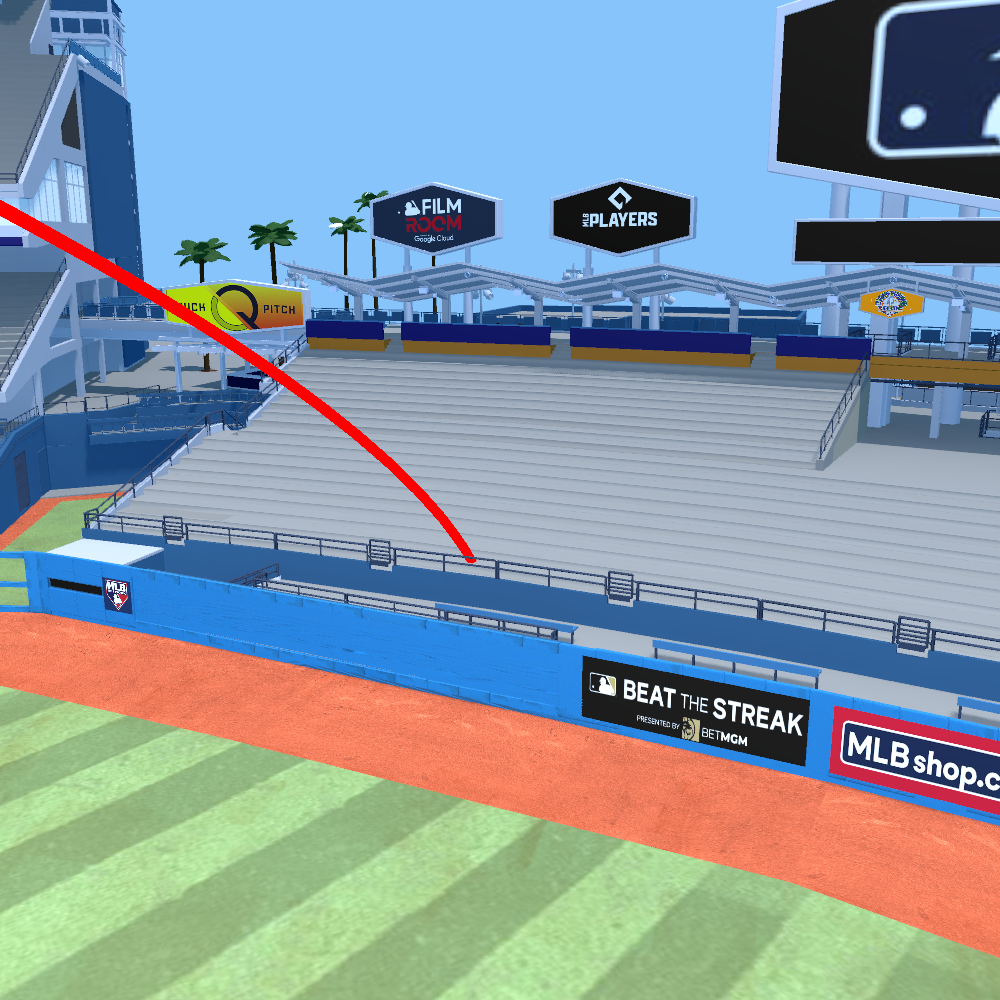 FILM
ROOM
Google Cloud
MLB PLAYERS
PITCH
MLB
BEAT THE STREAK
PRESENTED BY BETMGM
MLBshop.c